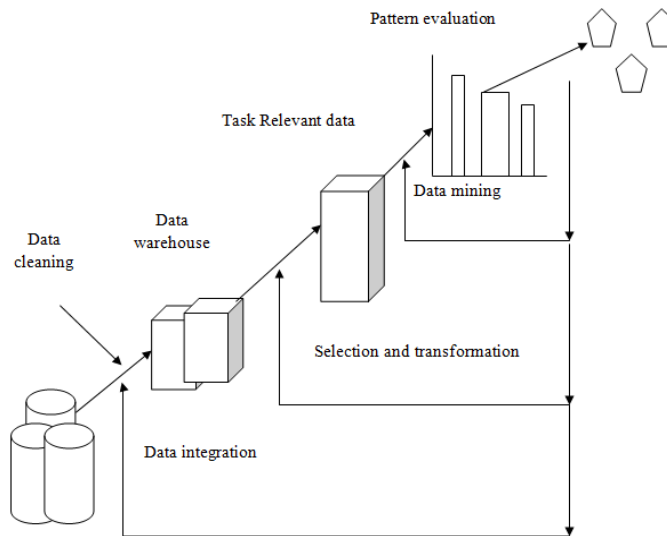 Pattern evaluation
Task Relevant data
Data mining
Data
warehouse
Data
cleaning
Selection and transformation
Data integration